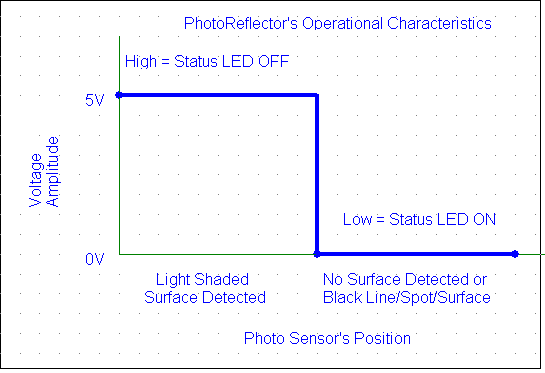 PhotoReflector's Operational Characteristics
High = Status LED OFF
5V
Voltage
Amplitude
Low = Status LED ON
0V
Light Shaded
Surface Detected
No Surface Detected or
Black Line/Spot/Surface
Photo Sensor's Position